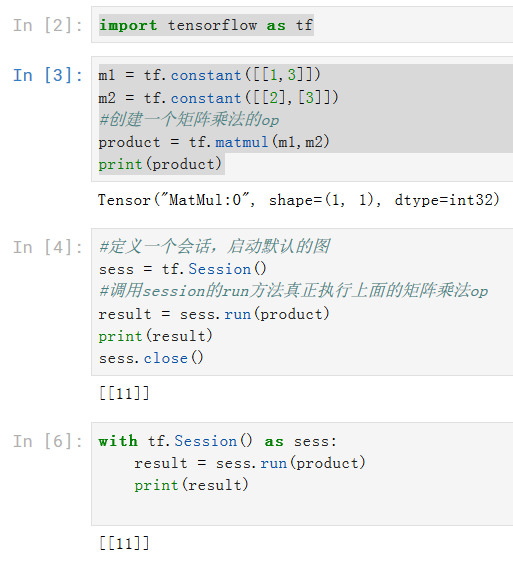 In [2]: import tensorflow as tf
In [3]: m1 = tf.constant([[1,3]])
m2 = tf.constant([[2],[3]])
#创建一个矩阵乘法的op
product = tf.matmul(m1,m2)
print(product)
Tensor("MatMul:0", shape=(1, 1), dtype=int32)
In [4]: #定义一个会话，启动默认的图
sess = tf.Session()
#调用session的run方法真正执行上面的矩阵乘法op
result = sess.run(product)
print(result)
sess.close()
[[11]]
In [6]: with tf.Session() as sess:
    result = sess.run(product)
    print(result)
[[11]]